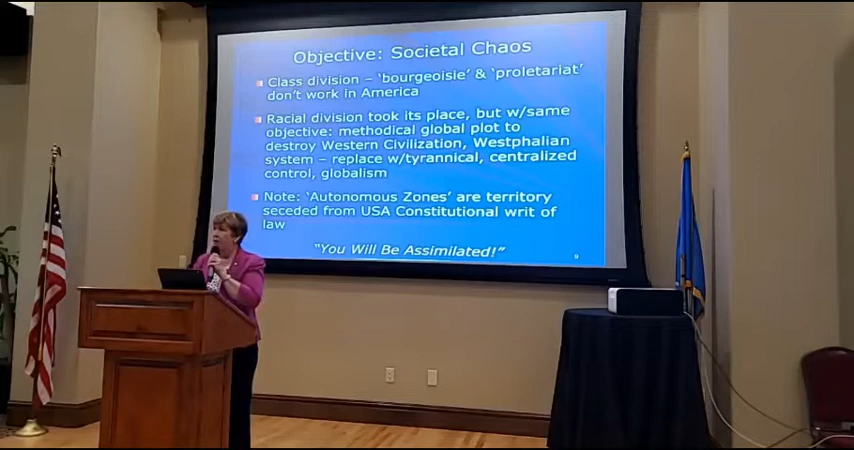 Objective: Societal Chaos
Class division – ‘bourgeoisie’ & ‘proletariat’
don’t work in America
Racial division took its place, but w/same
objective: methodical global plot to
destroy Western Civilization, Westphalian
system – replace w/tyrannical, centralized
control, globalism
Note: ‘Autonomous Zones’ are territory
seceded from USA Constitutional writ of
law
“You Will Be Assimilated!”
9